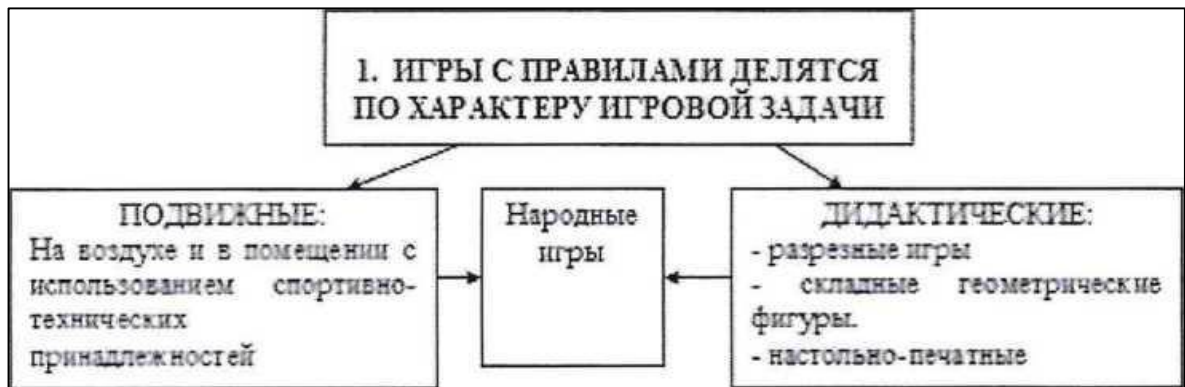 1. ИГРЫ С ПРАВИЛАМИ ДЕЛЯТСЯ
ПО ХАРАКТЕРУ ИГРОВОЙ ЗАДАЧИ
ПОДВИЖНЫЕ:
На воздухе и в помещении с
использованием спортивно-
технических
принадлежностей
Народные
игры
ДИДАКТИЧЕСКИЕ:
- разрезные игры
- складные геометрические
фигуры.
- настольно-печатные